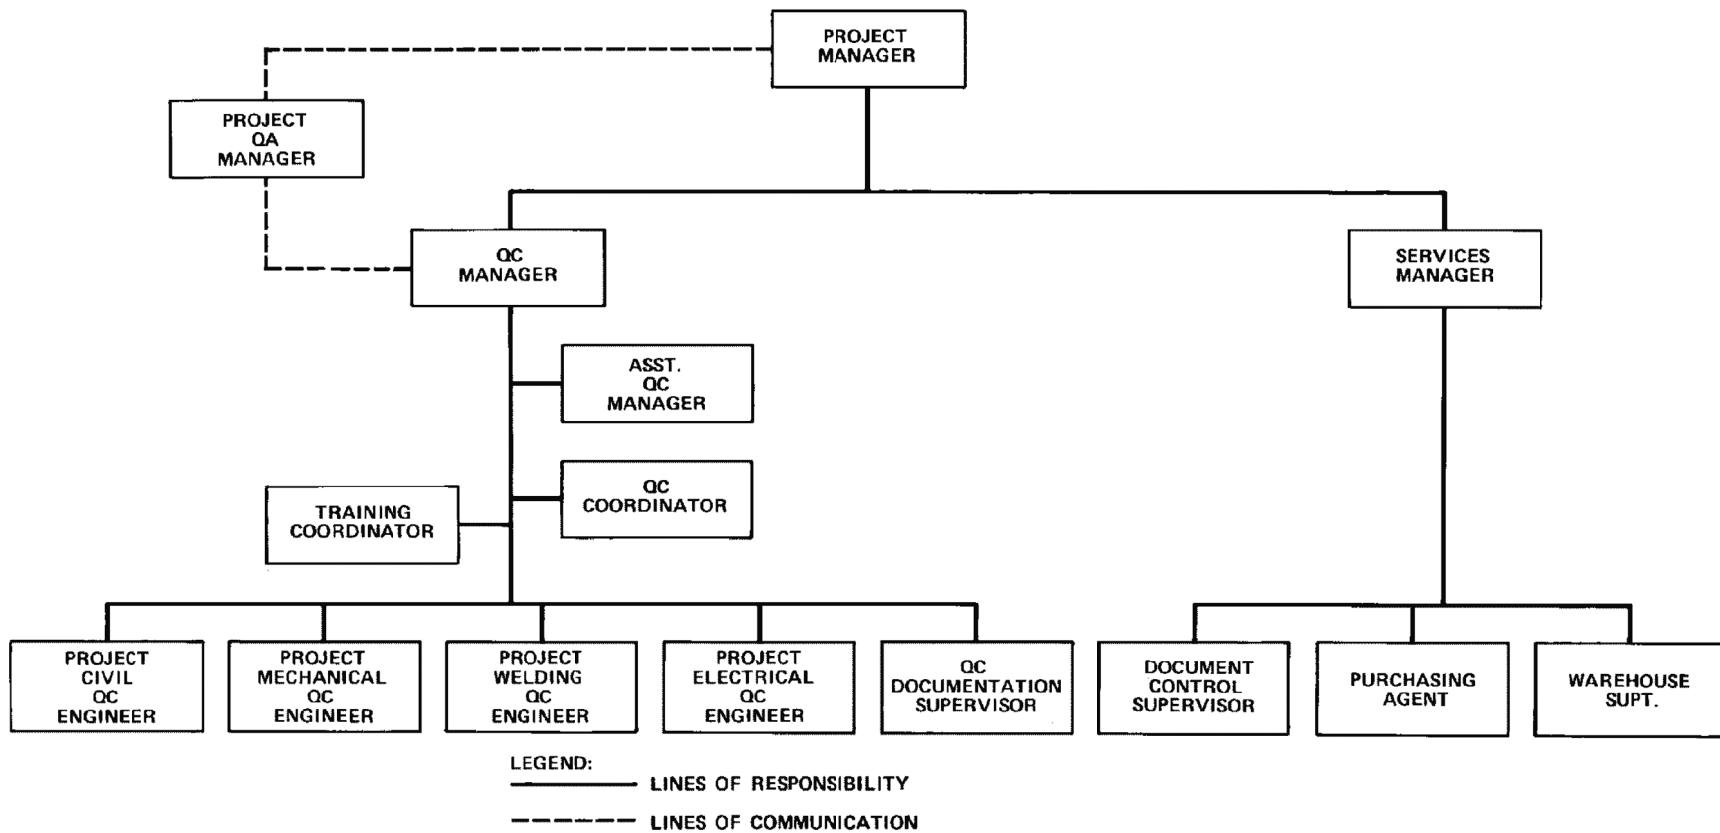 PROJECT
MANAGER
PROJECT
QA
MANAGER
QC
MANAGER
SERVICES
MANAGER
ASST.
QC
MANAGER
QC
COORDINATOR
TRAINING
COORDINATOR
PROJECT
CIVIL
QC
ENGINEER
PROJECT
MECHANICAL
QC
ENGINEER
PROJECT
WELDING
QC
ENGINEER
PROJECT
ELECTRICAL
QC
ENGINEER
QC
DOCUMENTATION
SUPERVISOR
DOCUMENT
CONTROL
SUPERVISOR
PURCHASING
AGENT
WAREHOUSE
SUPT.
LEGEND:
LINES OF RESPONSIBILITY
LINES OF COMMUNICATION